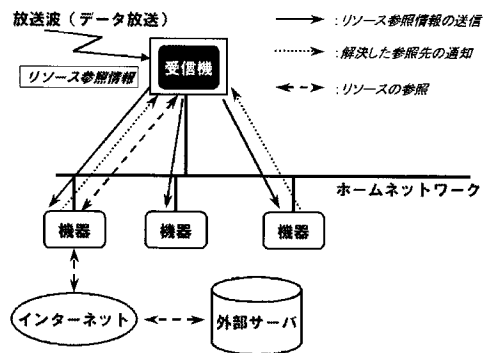 放送波（データ放送）
リソース参照情報
受信機
:リソース参照情報の送信
:解決した参照先の通知
:リソースの参照
ホームネットワーク
機器
機器
機器
インターネット
外部サーバ